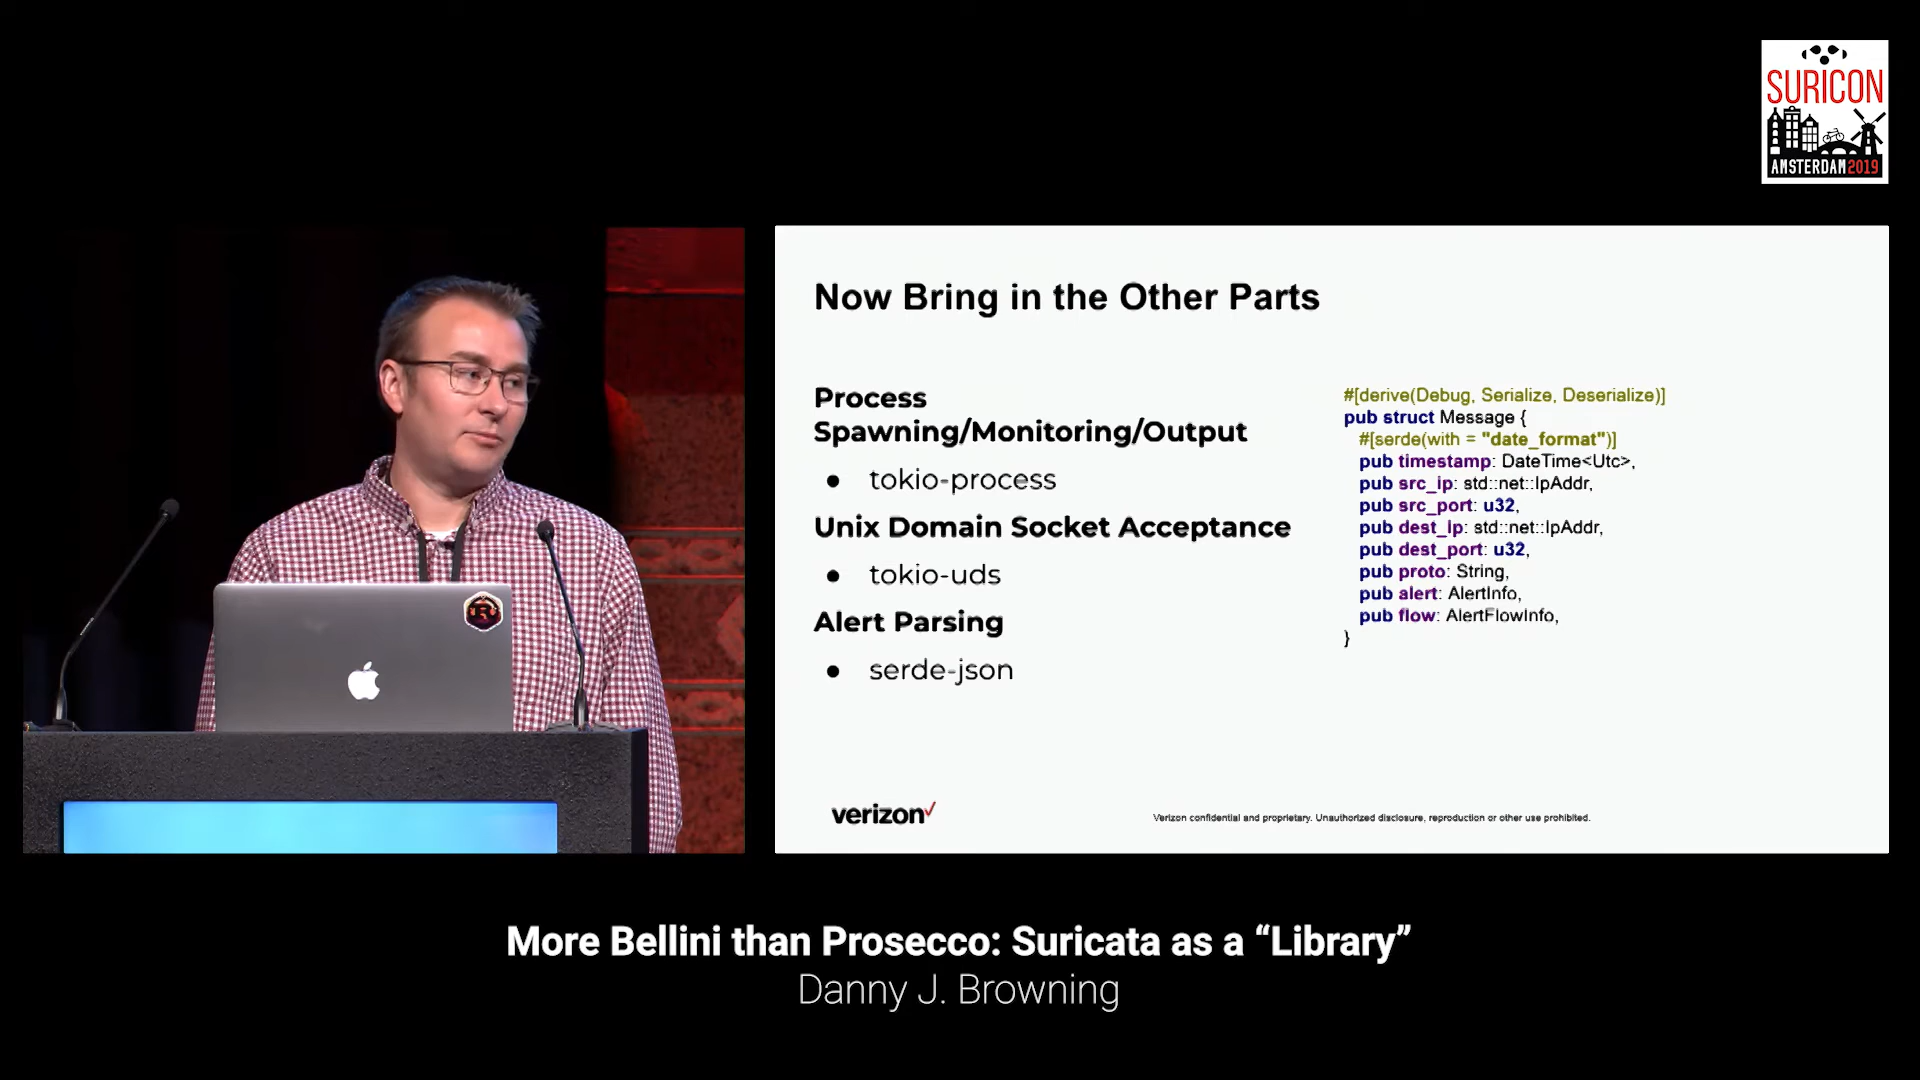 SURICON
AMSTERDAM 2019
Now Bring in the Other Parts
Process
Spawning/Monitoring/Output
● tokio-process
Unix Domain Socket Acceptance
● tokio-uds
Alert Parsing
● serde-json
#[derive(Debug, Serialize, Deserialize)]
pub struct Message {
#[serde(with = "date_format")]
pub timestamp: DateTime<Utc>,
pub src_ip: std::net::IpAddr,
pub src_port: u32,
pub dest_ip: std::net::IpAddr,
pub dest_port: u32,
pub proto: String,
pub alert: AlertInfo,
pub flow: AlertFlowInfo,
}
verizon✓
Verizon confidential and proprietary. Unauthorized disclosure, reproduction or other use prohibited.
R
More Bellini than Prosecco: Suricata as a “Library”
Danny J. Browning